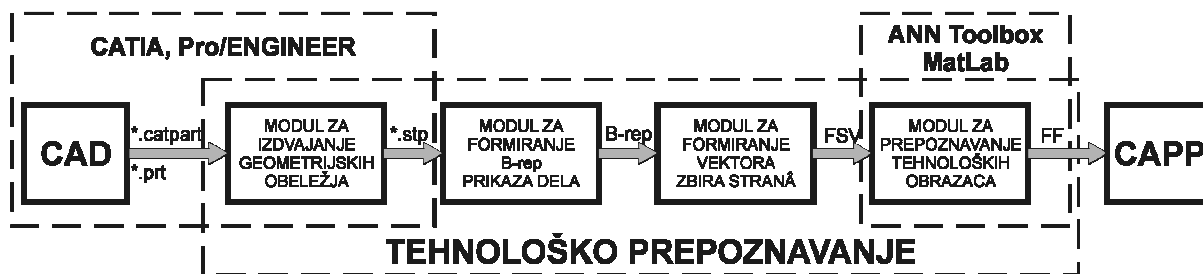 CATIA, Pro/ENGINEER
ANN Toolbox
MatLab
CAD
*.catpart
*.prt
MODUL ZA
IZDVAJANJE
GEOMETRIJSKIH
OBELEŽJA
*.stp
MODUL ZA
FORMIRANJE
B-rep
PRIKAZA DELA
B-rep
MODUL ZA
FORMIRANJE
VEKTORA
ZBIRA STRANÂ
FSV
MODUL ZA
PREPOZNAVANJE
TEHNOLOŠKIH
OBRAZACA
FF
CAPP
TEHNOLOŠKO PREPOZNAVANJE